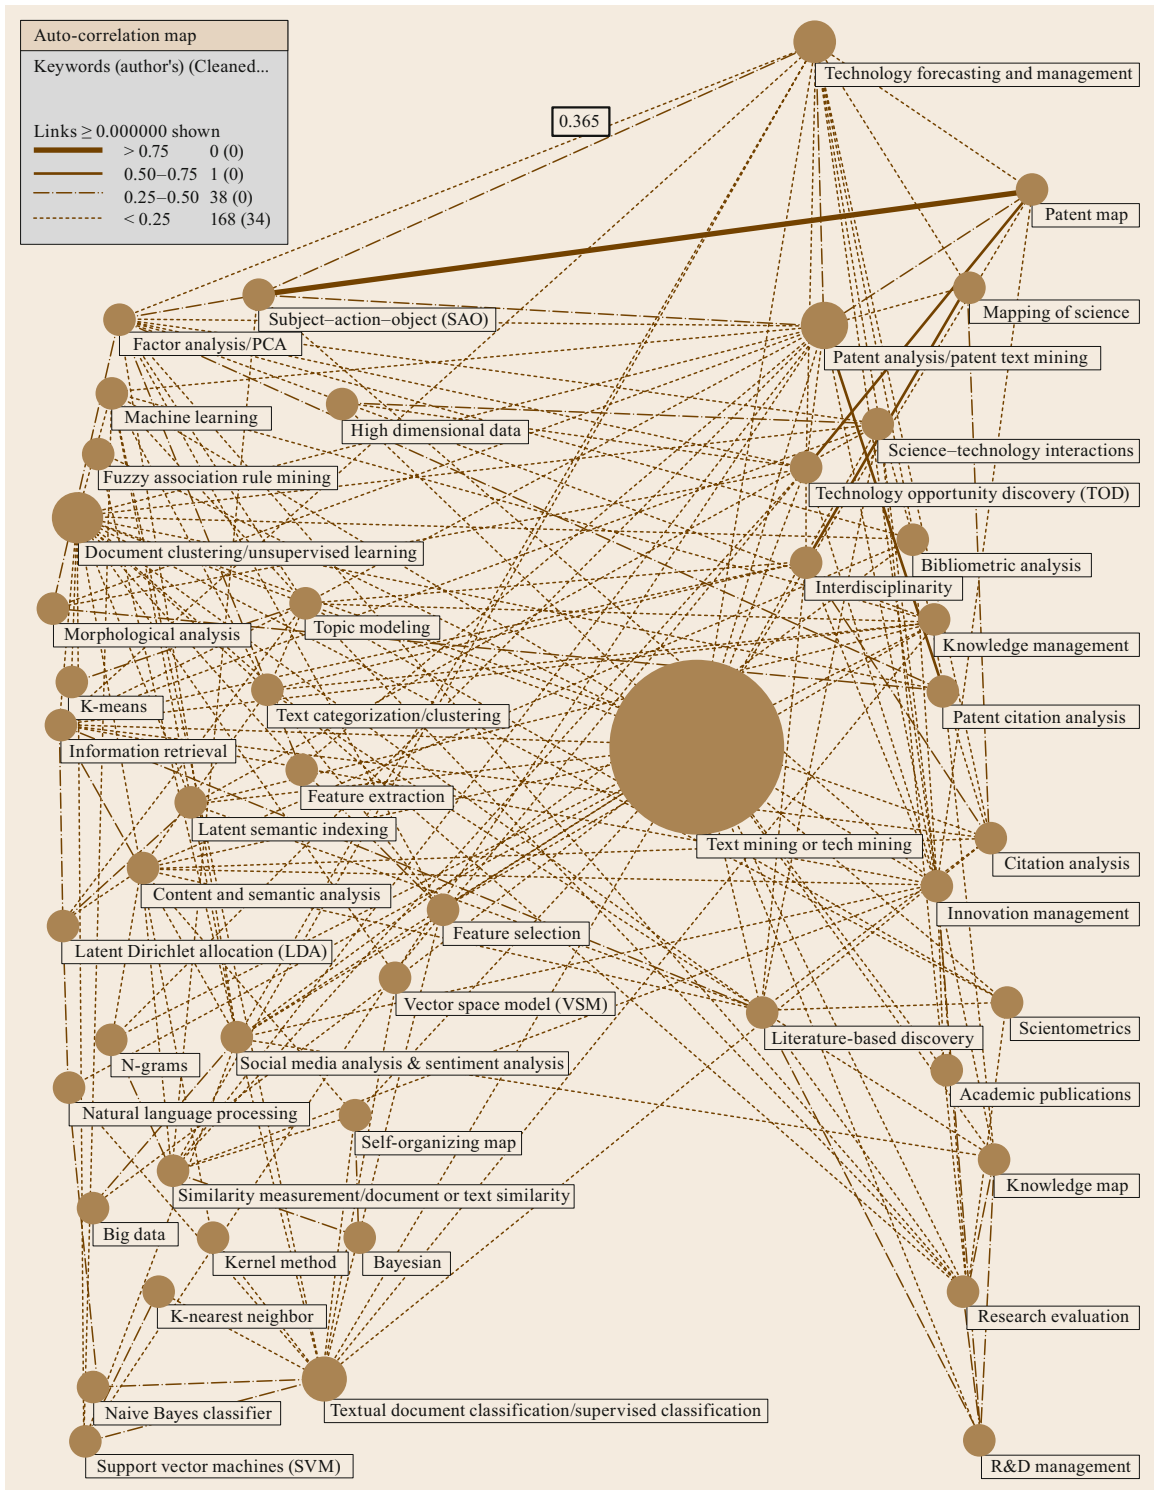 Auto-correlation map
Keywords (author's) (Cleaned...
Links ≥ 0.000000 shown
> 0.75 0 (0)
0.50–0.75 1 (0)
0.25–0.50 38 (0)
< 0.25 168 (34)
Technology forecasting and management
0.365
Patent map
Mapping of science
Subject–action–object (SAO)
Factor analysis/PCA
Patent analysis/patent text mining
Machine learning
High dimensional data
Science–technology interactions
Fuzzy association rule mining
Technology opportunity discovery (TOD)
Document clustering/unsupervised learning
Bibliometric analysis
Interdisciplinarity
Topic modeling
Morphological analysis
Knowledge management
K-means
Text categorization/clustering
Patent citation analysis
Information retrieval
Feature extraction
Latent semantic indexing
Text mining or tech mining
Citation analysis
Content and semantic analysis
Innovation management
Feature selection
Latent Dirichlet allocation (LDA)
Vector space model (VSM)
Scientometrics
Literature-based discovery
N-grams
Social media analysis & sentiment analysis
Academic publications
Natural language processing
Self-organizing map
Knowledge map
Similarity measurement/document or text similarity
Big data
Kernel method
Bayesian
K-nearest neighbor
Research evaluation
Naive Bayes classifier
Textual document classification/supervised classification
Support vector machines (SVM)
R&D management